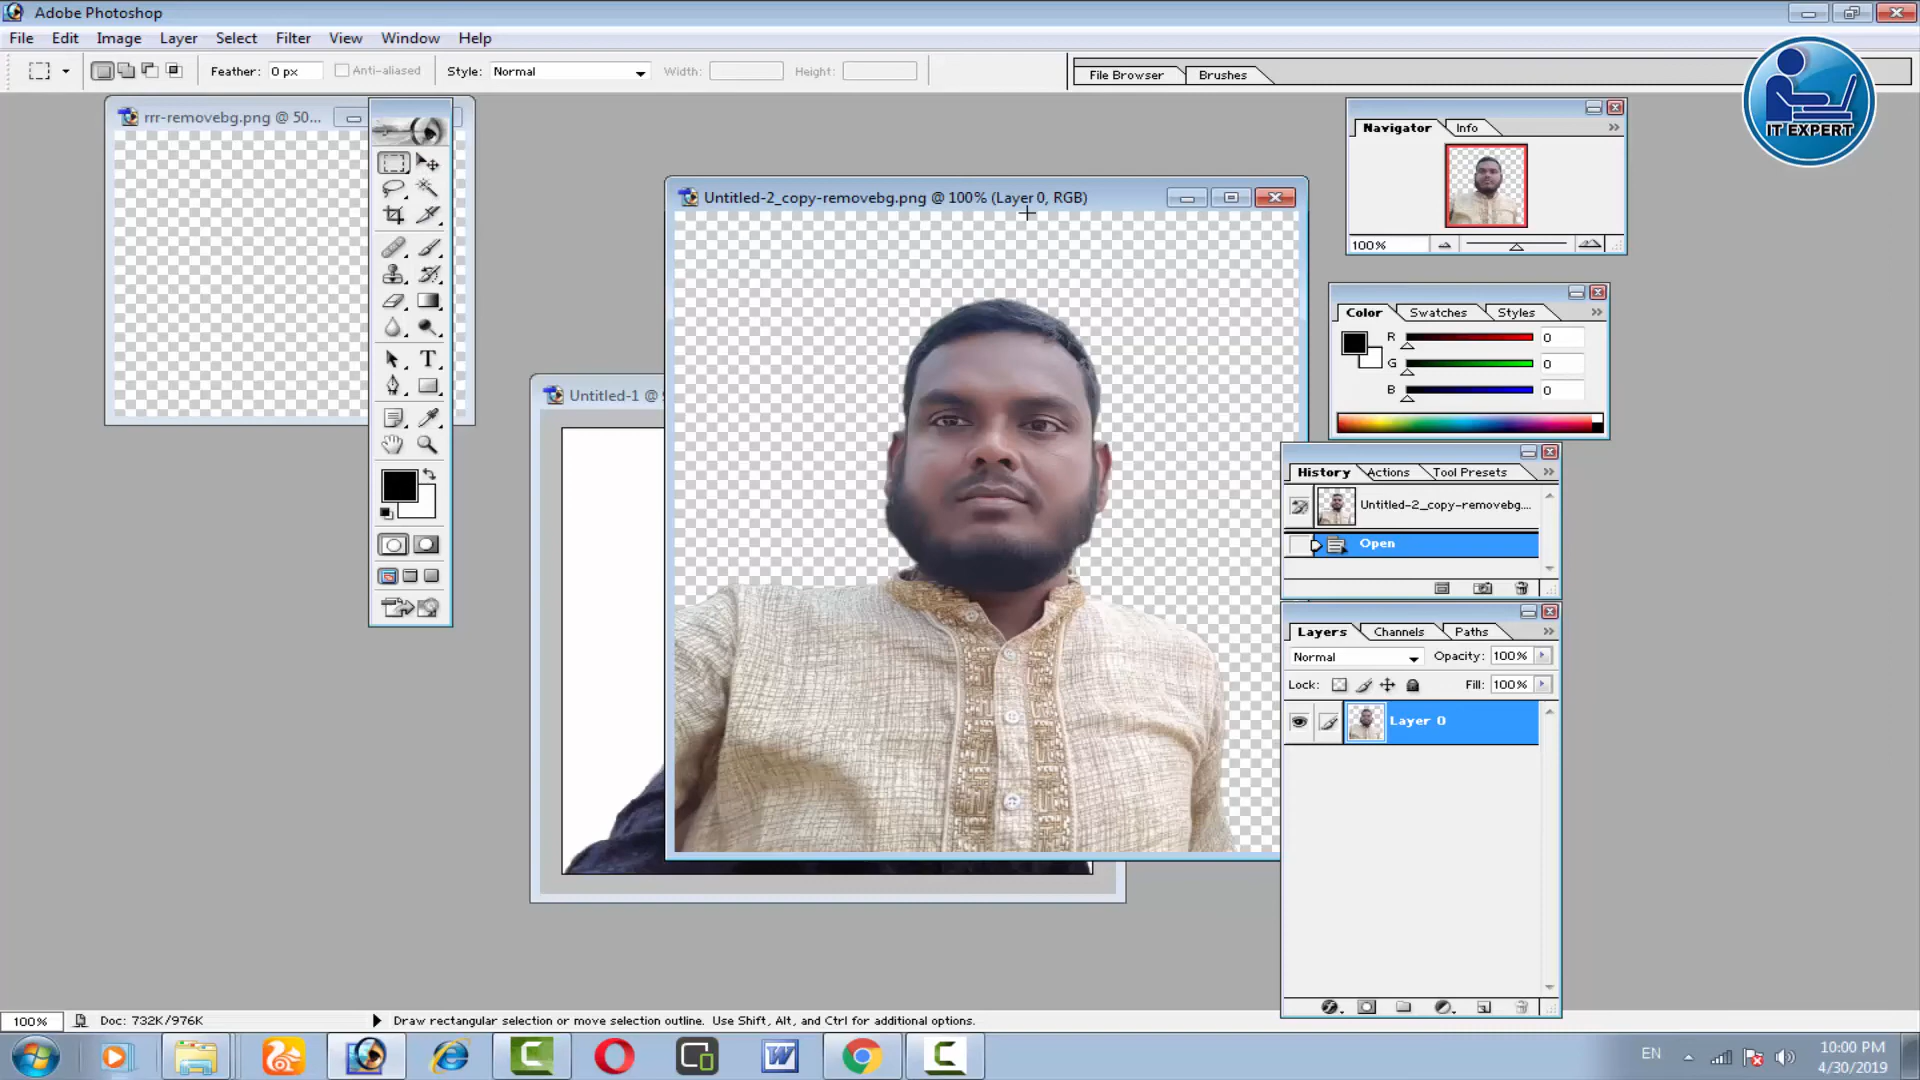 Adobe Photoshop
File Edit Image Layer Select Filter View Window Help
Feather: 0 px Anti-aliased Style: Normal Width: Height: File Browser Brushes
IT EXPERT
rrr-removebg.png @ 50...
Untitled-1 @
Untitled-2_copy-removebg.png @ 100% (Layer 0, RGB)
Navigator Info
100%
Color Swatches Styles
R 0
G 0
B 0
History Actions Tool Presets
Untitled-2_copy-removebg....
Open
Layers Channels Paths
Normal Opacity: 100%
Lock: Fill: 100%
Layer 0
100% Doc: 732K/976K Draw rectangular selection or move selection outline. Use Shift, Alt, and Ctrl for additional options.
EN
10:00 PM
4/30/2019